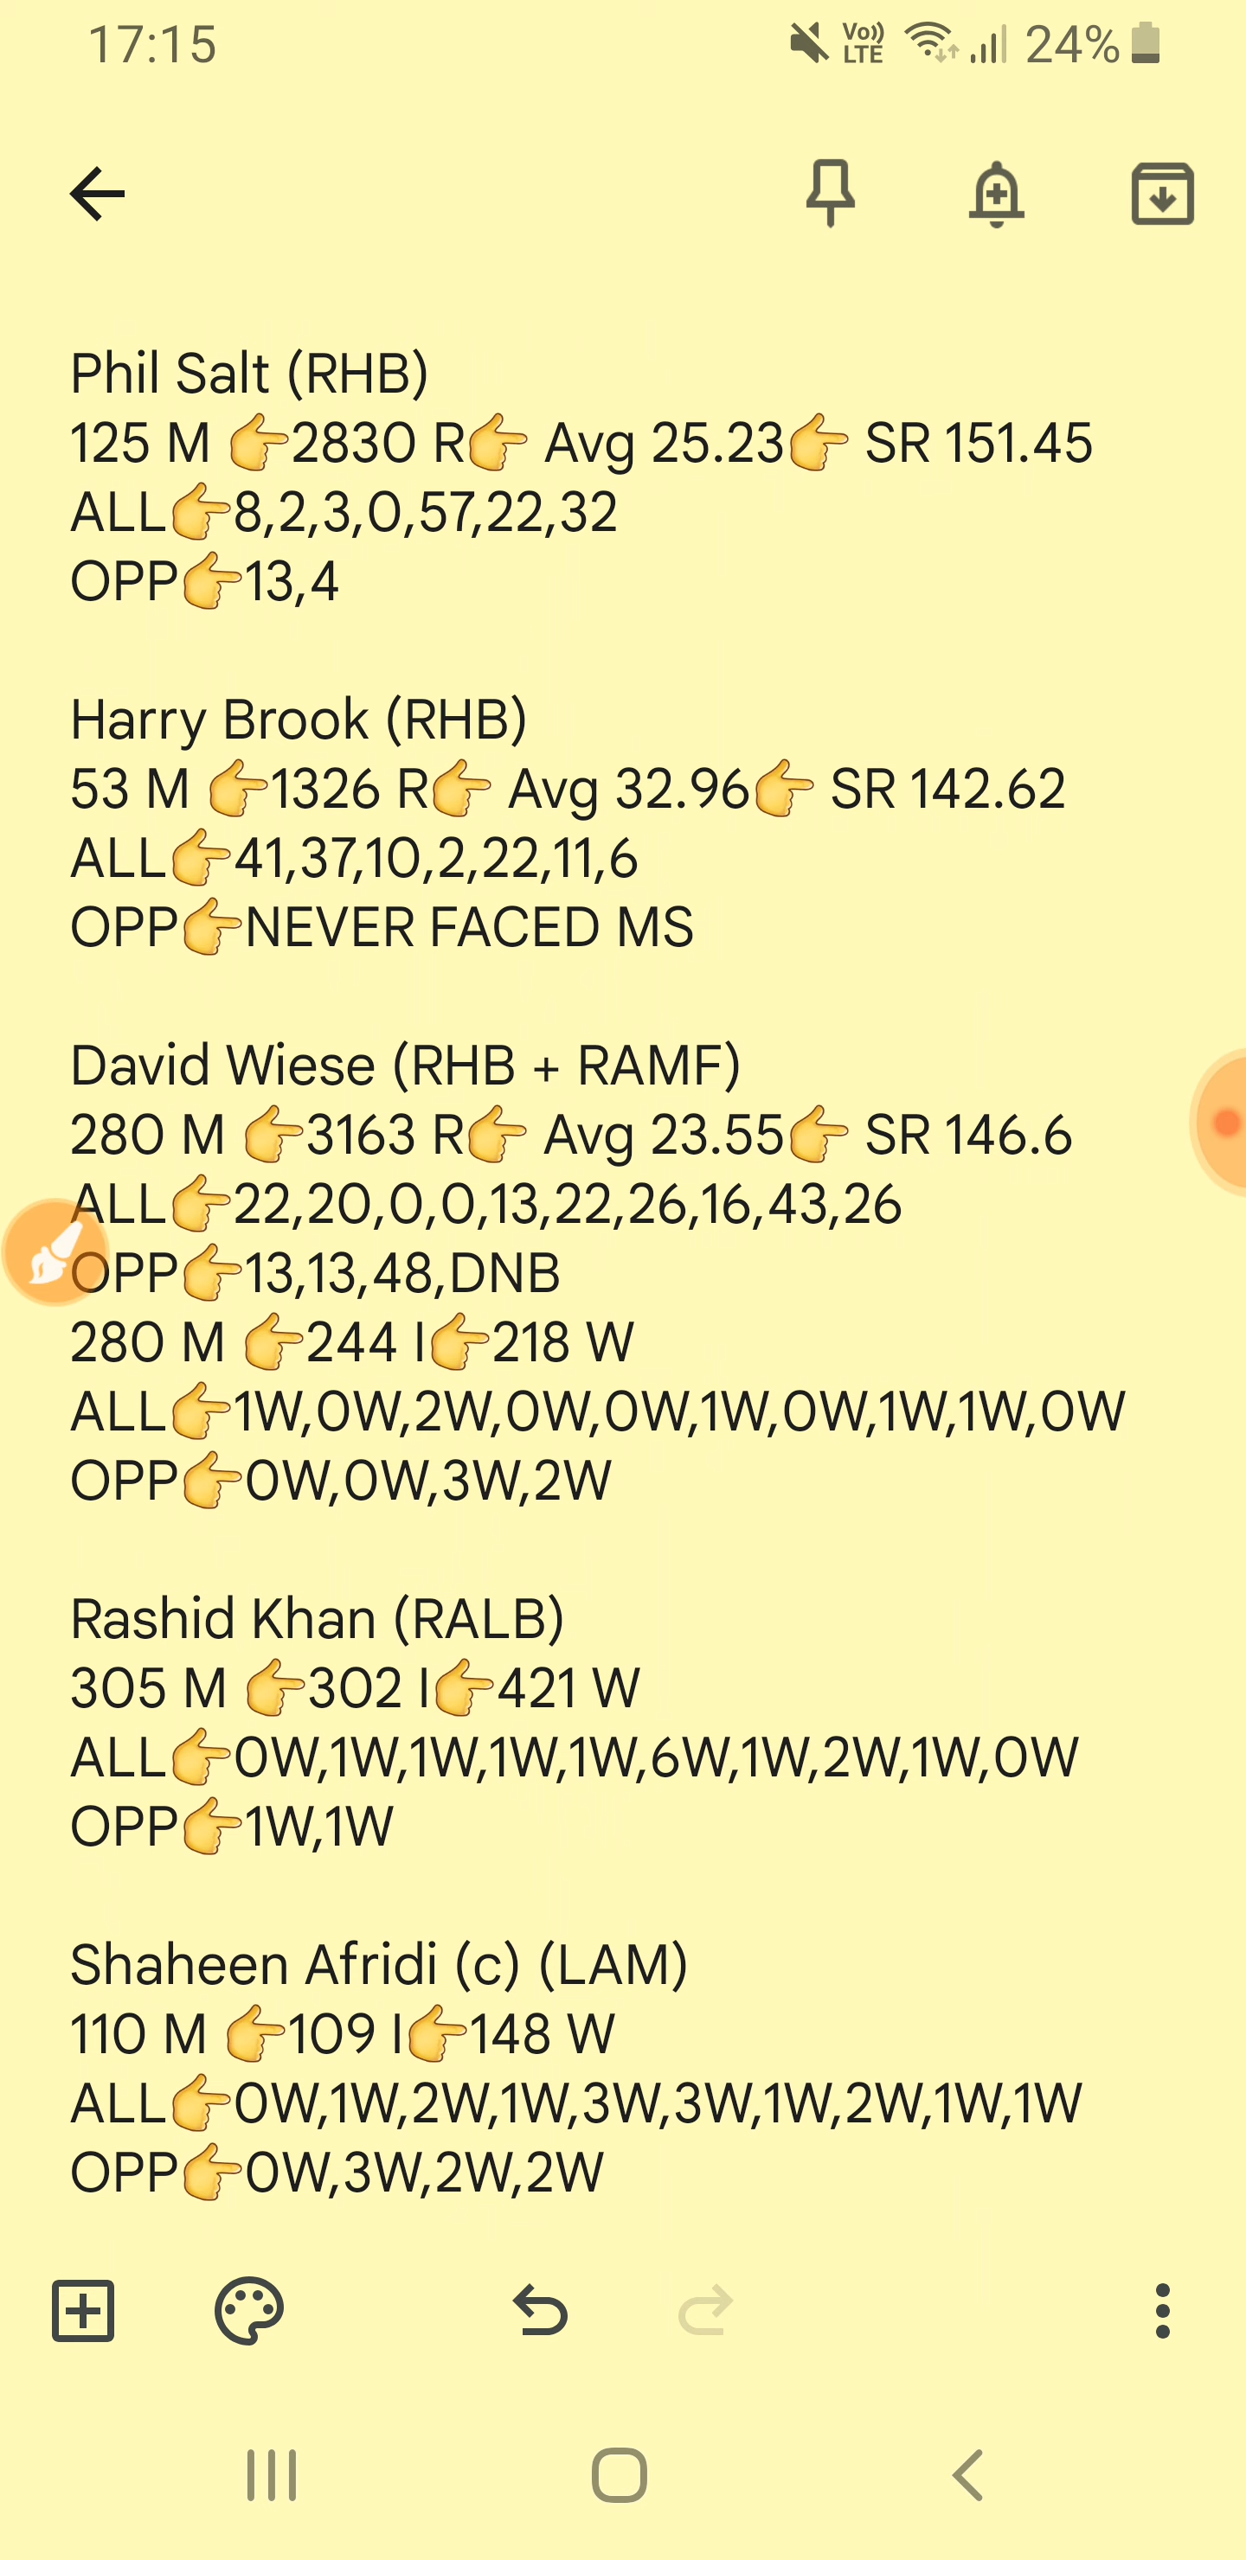 17:15
Vo)) LTE 24%
Phil Salt (RHB)
125 M 👉2830 R👉 Avg 25.23👉 SR 151.45
ALL👉8,2,3,0,57,22,32
OPP👉13,4
Harry Brook (RHB)
53 M 👉1326 R👉 Avg 32.96👉 SR 142.62
ALL👉41,37,10,2,22,11,6
OPP👉NEVER FACED MS
David Wiese (RHB + RAMF)
280 M 👉3163 R👉 Avg 23.55👉 SR 146.6
ALL👉22,20,0,0,13,22,26,16,43,26
OPP👉13,13,48,DNB
280 M 👉244 I👉218 W
ALL👉1W,0W,2W,0W,0W,1W,0W,1W,1W,0W
OPP👉0W,0W,3W,2W
Rashid Khan (RALB)
305 M 👉302 I👉421 W
ALL👉0W,1W,1W,1W,1W,6W,1W,2W,1W,0W
OPP👉1W,1W
Shaheen Afridi (c) (LAM)
110 M 👉109 I👉148 W
ALL👉0W,1W,2W,1W,3W,3W,1W,2W,1W,1W
OPP👉0W,3W,2W,2W